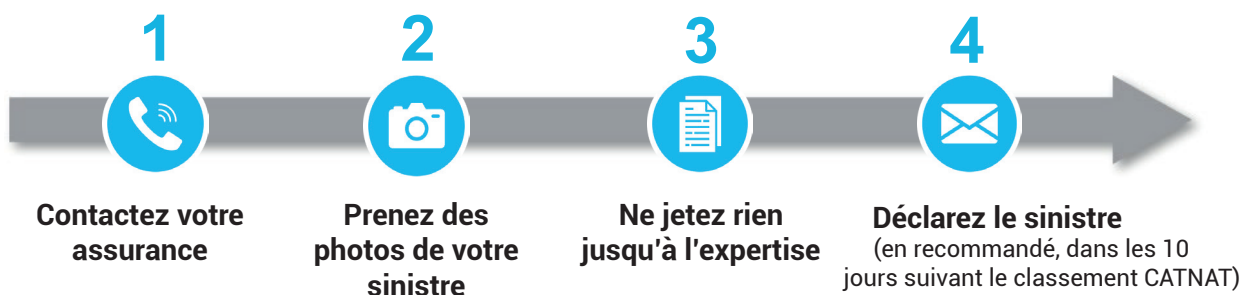 1
2
3
4
Contactez votre
assurance
Prenez des
photos de votre
sinistre
Ne jetez rien
jusqu'à l'expertise
Déclarez le sinistre
(en recommandé, dans les 10
jours suivant le classement CATNAT)